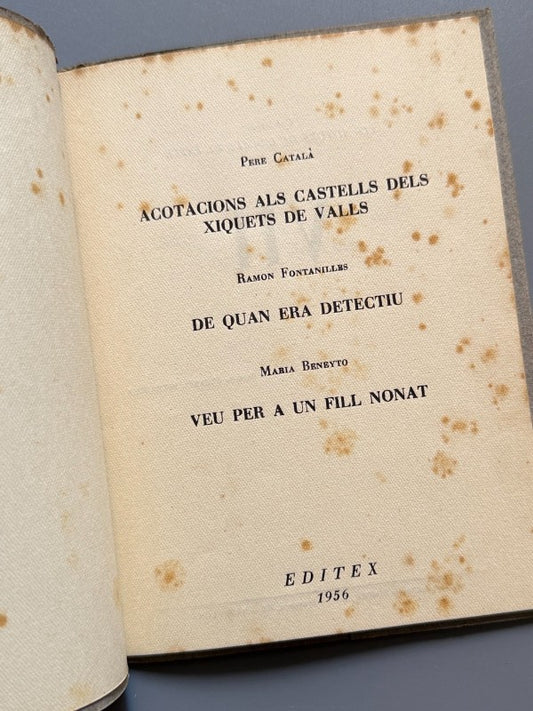 PERE CATALÀ
ACOTACIONS ALS CASTELLS DELS
XIQUETS DE VALLS
RAMON FONTANILLES
DE QUAN ERA DETECTIU
MARIA BENEYTO
VEU PER A UN FILL NONAT
EDITEX
1956